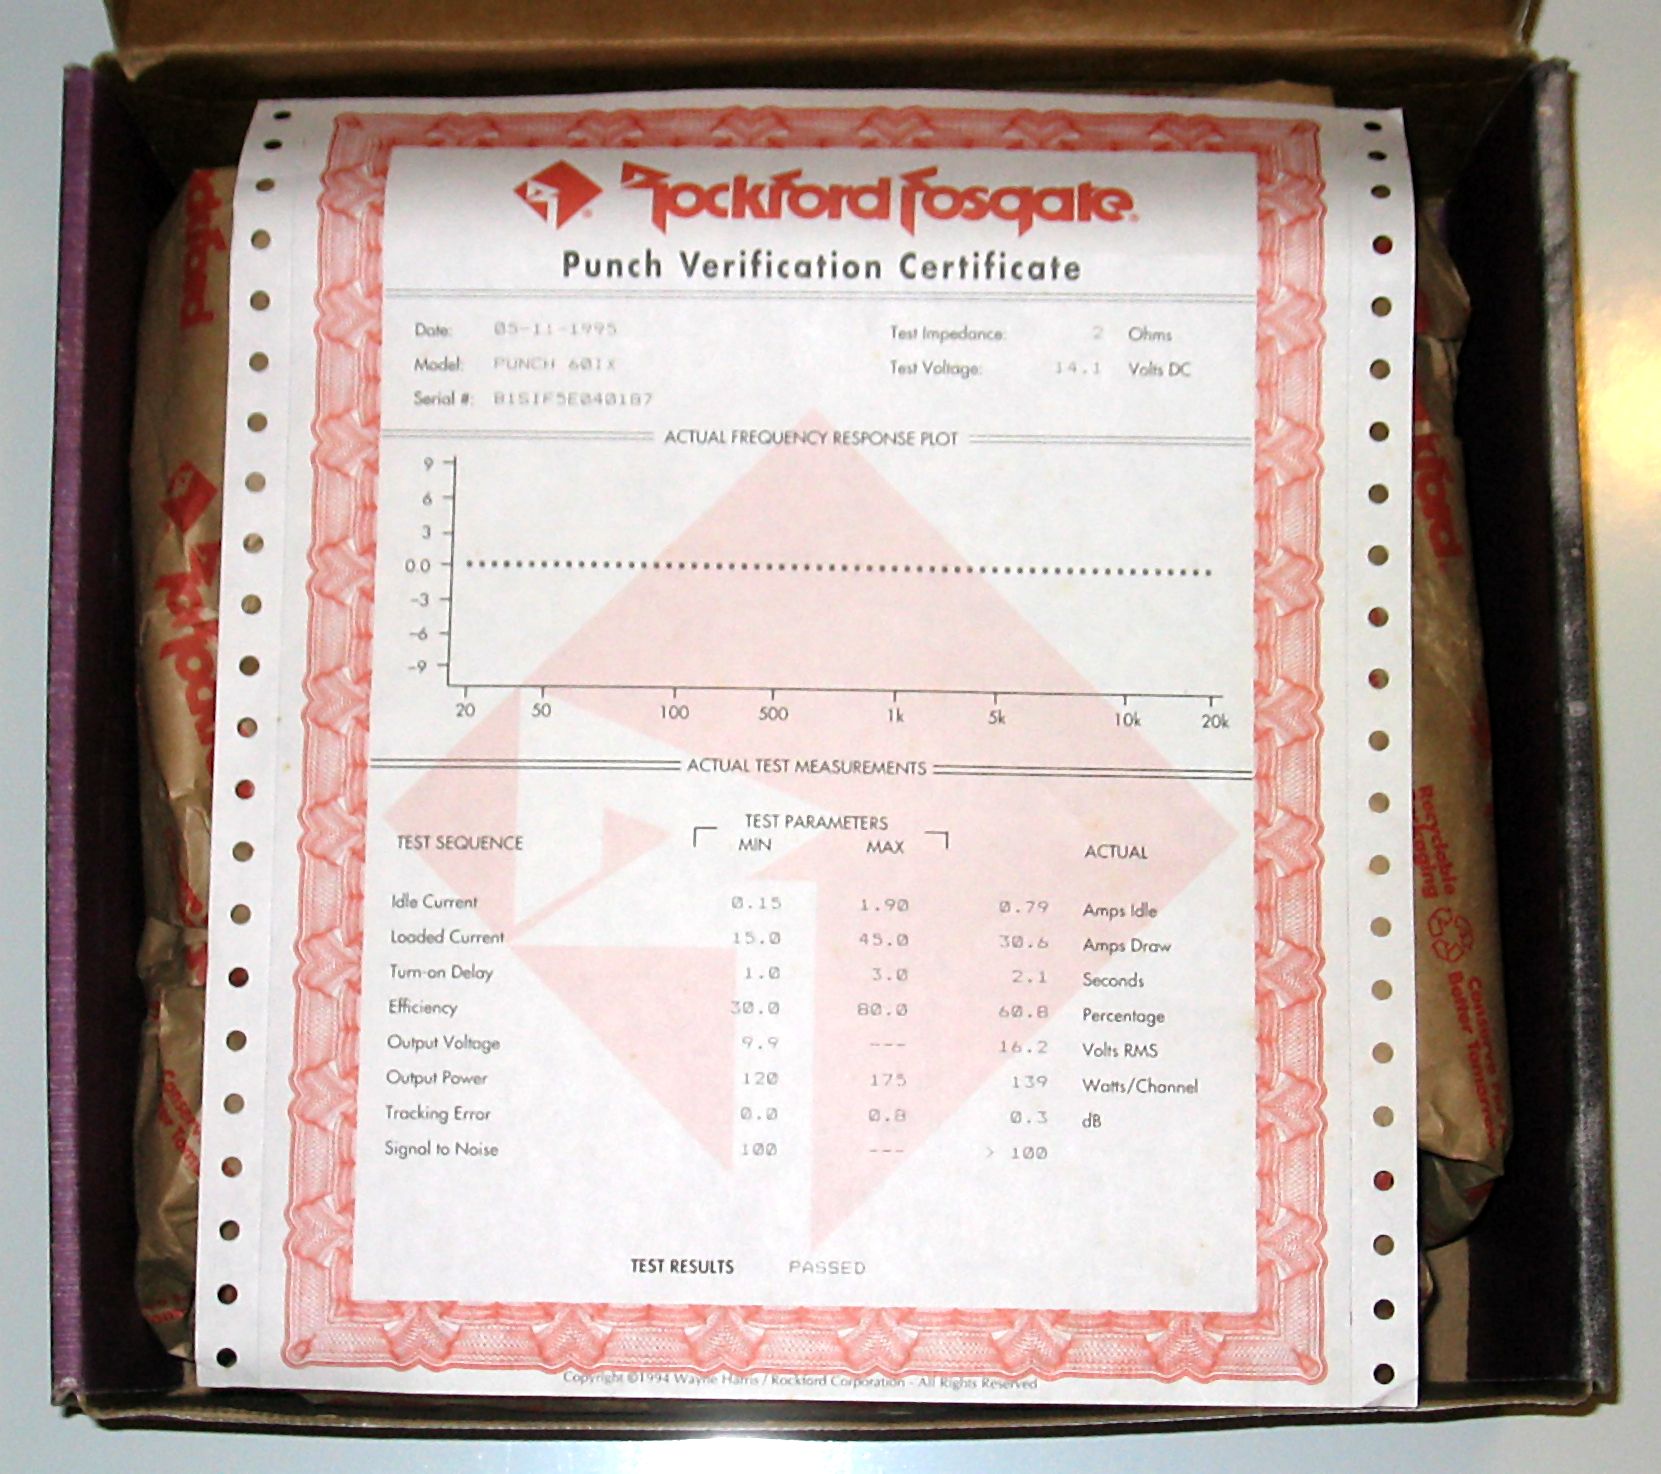 Rockford Fosgate®
Punch Verification Certificate
Date: 05-11-1995
Test Impedance: 2 Ohms
Model: PUNCH 60IX
Test Voltage: 14.1 Volts DC
Serial #: B1SIF5E040187
ACTUAL FREQUENCY RESPONSE PLOT
9
6
3
0.0
-3
-6
-9
20 50 100 500 1k 5k 10k 20k
ACTUAL TEST MEASUREMENTS
TEST PARAMETERS
TEST SEQUENCE MIN MAX ACTUAL
Idle Current 0.15 1.90 0.79 Amps Idle
Loaded Current 15.0 45.0 30.6 Amps Draw
Turn-on Delay 1.0 3.0 2.1 Seconds
Efficiency 30.0 80.0 60.8 Percentage
Output Voltage 9.9 --- 16.2 Volts RMS
Output Power 120 175 139 Watts/Channel
Tracking Error 0.0 0.8 0.3 dB
Signal to Noise 100 --- > 100
TEST RESULTS PASSED
Copyright ©1994 Wayne Harris / Rockford Corporation - All Rights Reserved
Recyclable